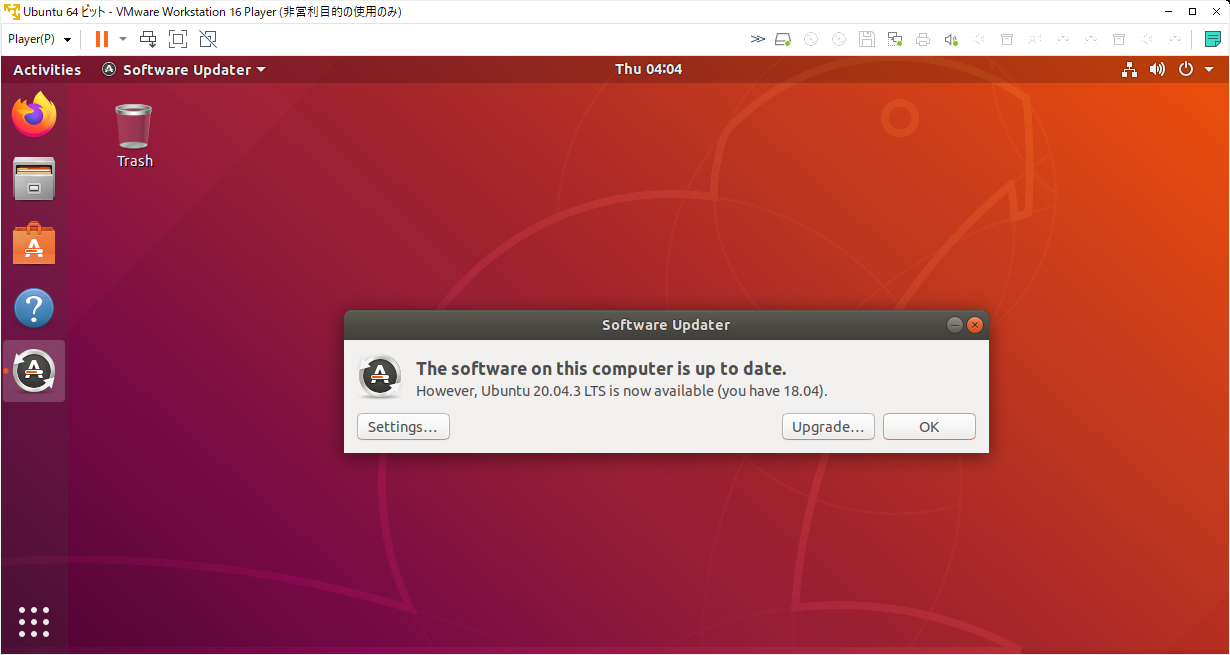 Ubuntu 64 ビット - VMware Workstation 16 Player (非営利目的の使用のみ)
Player(P)
Activities
Software Updater
Thu 04:04
Trash
Software Updater
The software on this computer is up to date.
However, Ubuntu 20.04.3 LTS is now available (you have 18.04).
Settings...
Upgrade...
OK